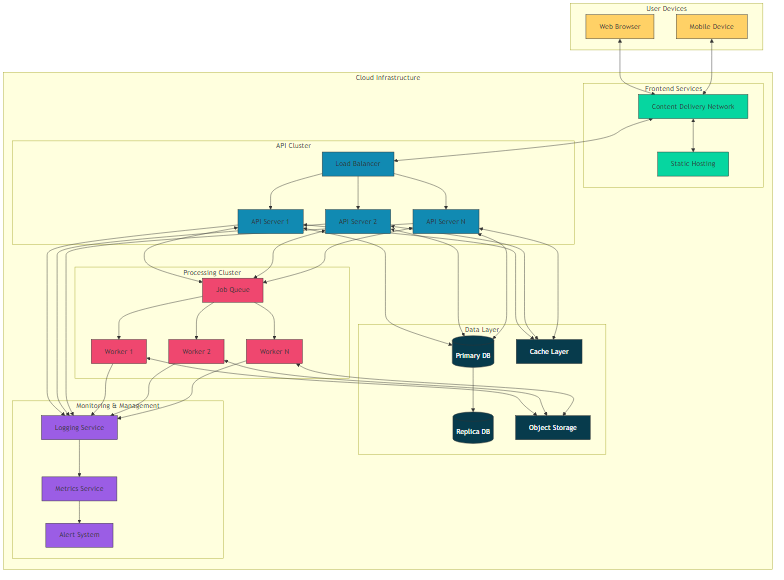 User Devices
Web Browser
Mobile Device
Cloud Infrastructure
Frontend Services
Content Delivery Network
Static Hosting
API Cluster
Load Balancer
API Server 1
API Server 2
API Server N
Processing Cluster
Job Queue
Worker 1
Worker 2
Worker N
Data Layer
Primary DB
Cache Layer
Replica DB
Object Storage
Monitoring & Management
Logging Service
Metrics Service
Alert System